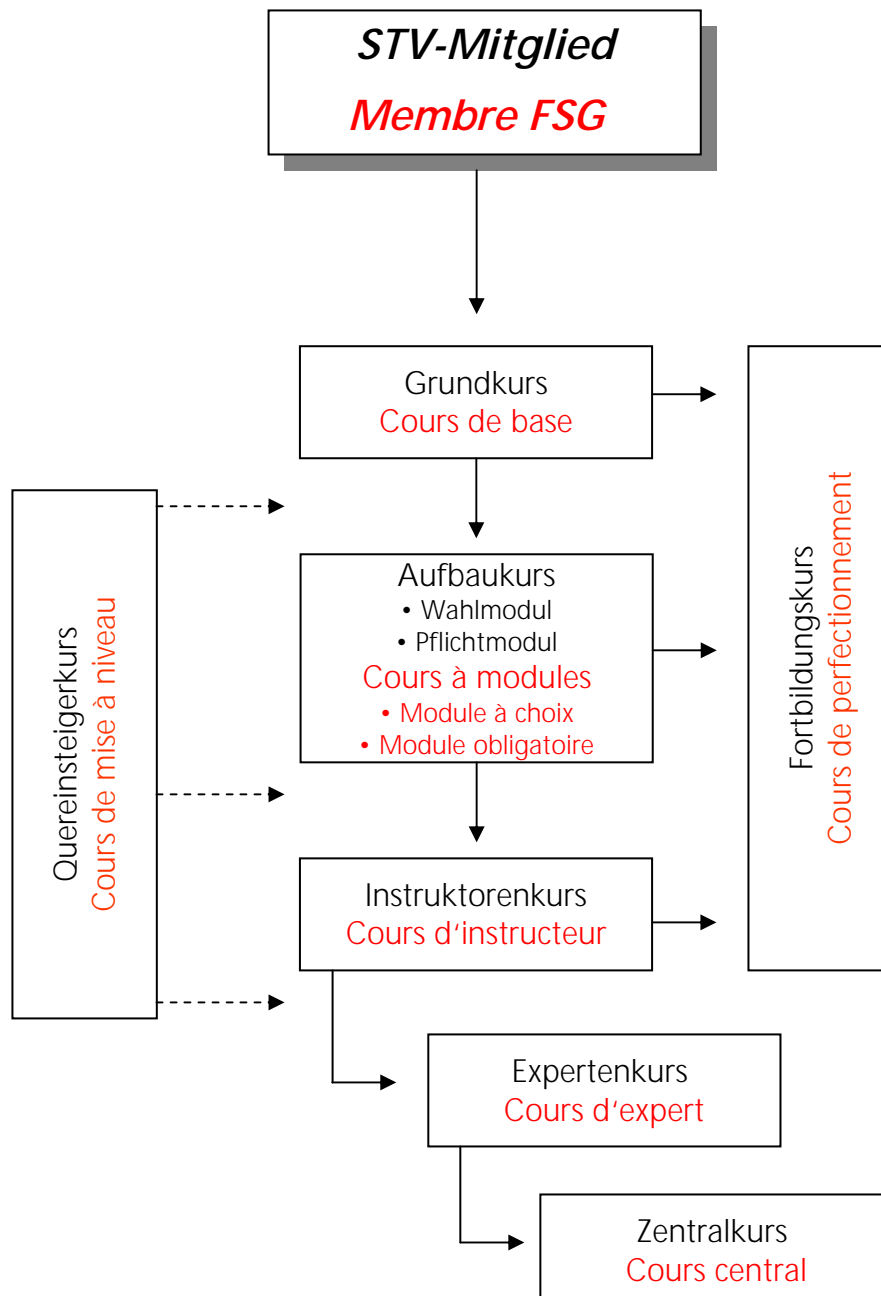 STV-Mitglied
Membre FSG
Grundkurs
Cours de base
Aufbaukurs
• Wahlmodul
• Pflichtmodul
Cours à modules
• Module à choix
• Module obligatoire
Quereinsteigerkurs
Cours de mise à niveau
Fortbildungskurs
Cours de perfectionnement
Instruktorenkurs
Cours d‘instructeur
Expertenkurs
Cours d‘expert
Zentralkurs
Cours central